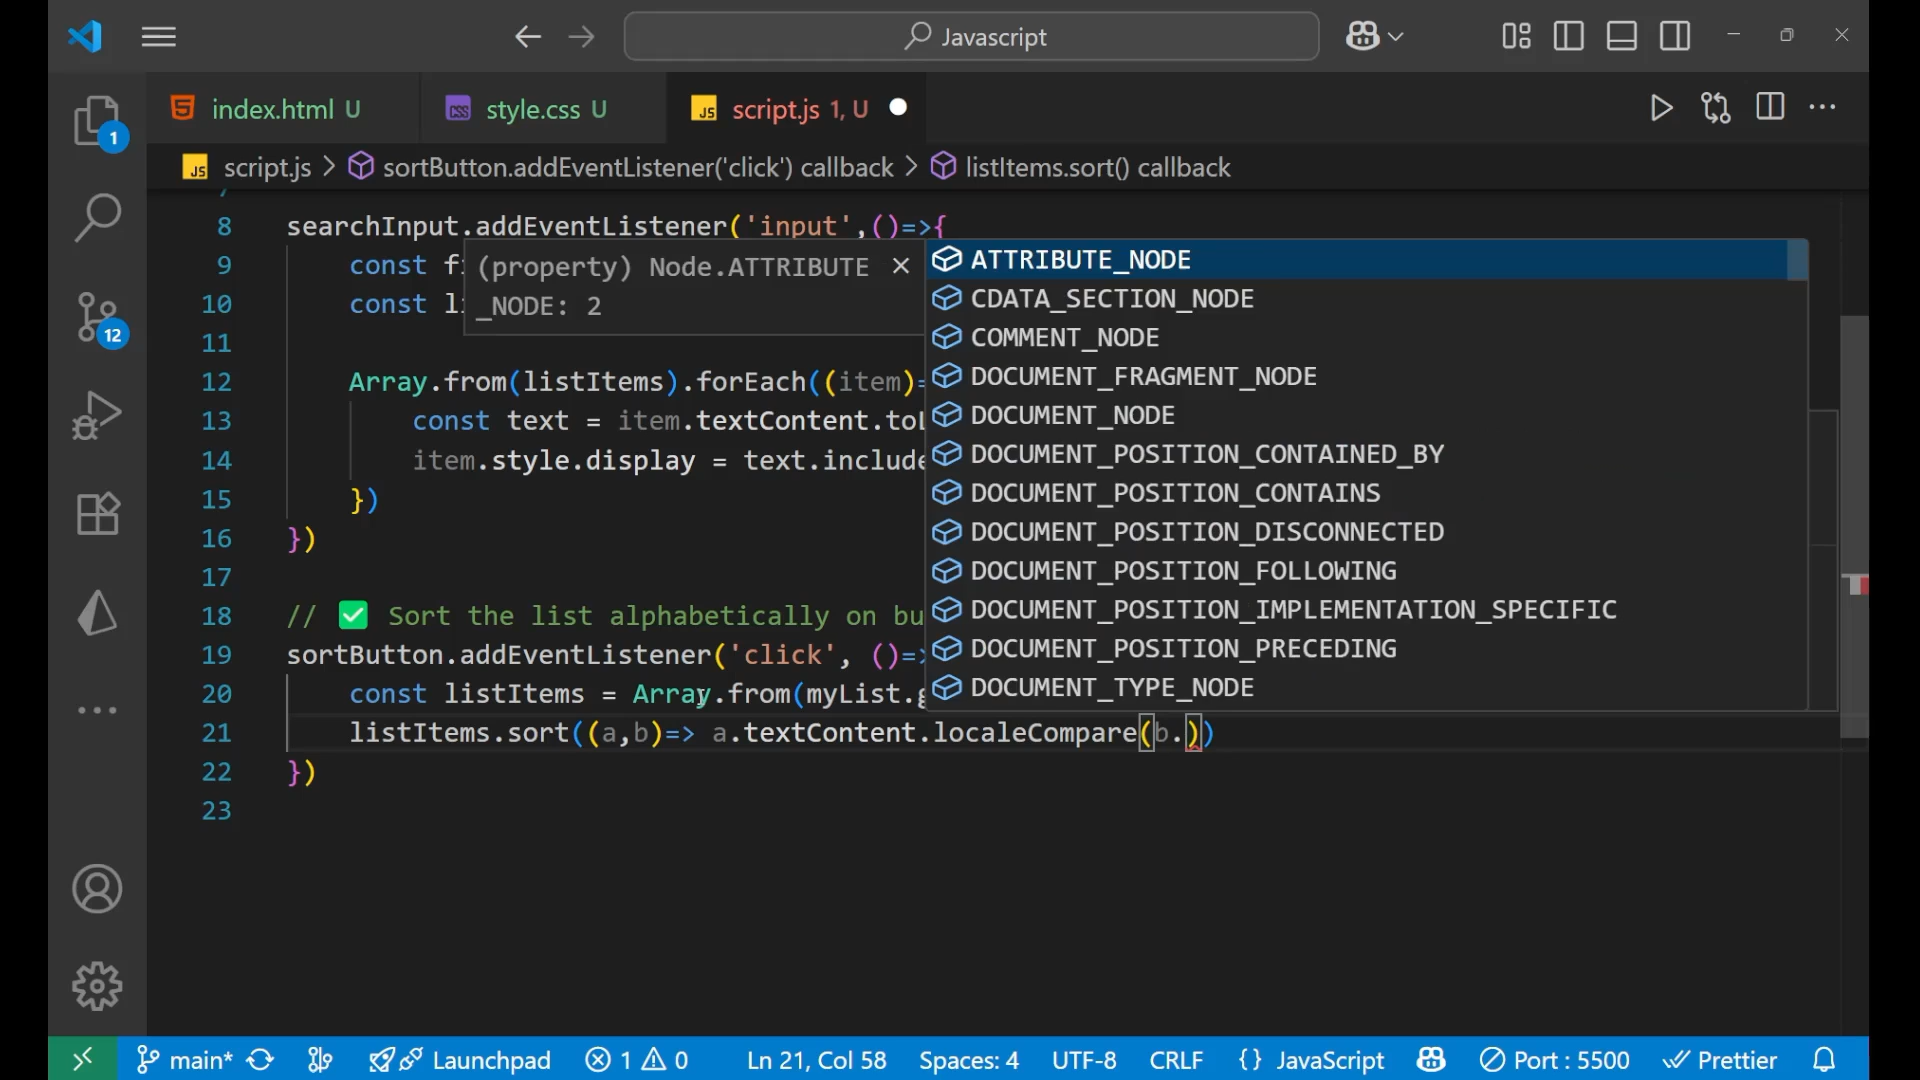 Javascript
index.html U
style.css U
script.js 1, U
script.js > sortButton.addEventListener('click') callback > listItems.sort() callback
8 searchInput.addEventListener('input',()=>{
9 const fi
10 const li
(property) Node.ATTRIBUTE
_NODE: 2
11
12 Array.from(listItems).forEach((item)=
13 const text = item.textContent.toL
14 item.style.display = text.include
15 })
16 })
17
18 // ✅ Sort the list alphabetically on bu
19 sortButton.addEventListener('click', ()=>
20 const listItems = Array.from(myList.g
21 listItems.sort((a,b)=> a.textContent.localeCompare(b.))
22 })
23
ATTRIBUTE_NODE
CDATA_SECTION_NODE
COMMENT_NODE
DOCUMENT_FRAGMENT_NODE
DOCUMENT_NODE
DOCUMENT_POSITION_CONTAINED_BY
DOCUMENT_POSITION_CONTAINS
DOCUMENT_POSITION_DISCONNECTED
DOCUMENT_POSITION_FOLLOWING
DOCUMENT_POSITION_IMPLEMENTATION_SPECIFIC
DOCUMENT_POSITION_PRECEDING
DOCUMENT_TYPE_NODE
1
12
main* Launchpad 1 0 Ln 21, Col 58 Spaces: 4 UTF-8 CRLF {} JavaScript Port : 5500 Prettier